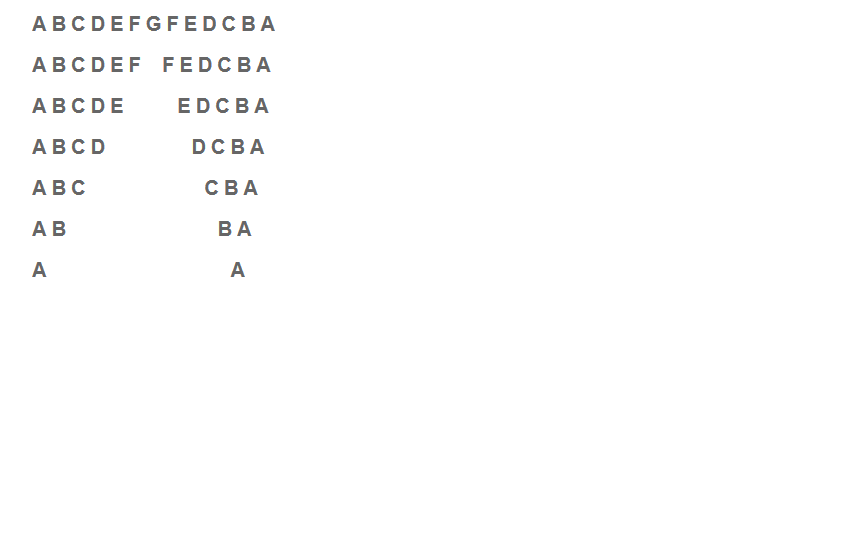 A B C D E F G F E D C B A
A B C D E F   F E D C B A
A B C D E       E D C B A
A B C D           D C B A
A B C               C B A
A B                   B A
A                       A